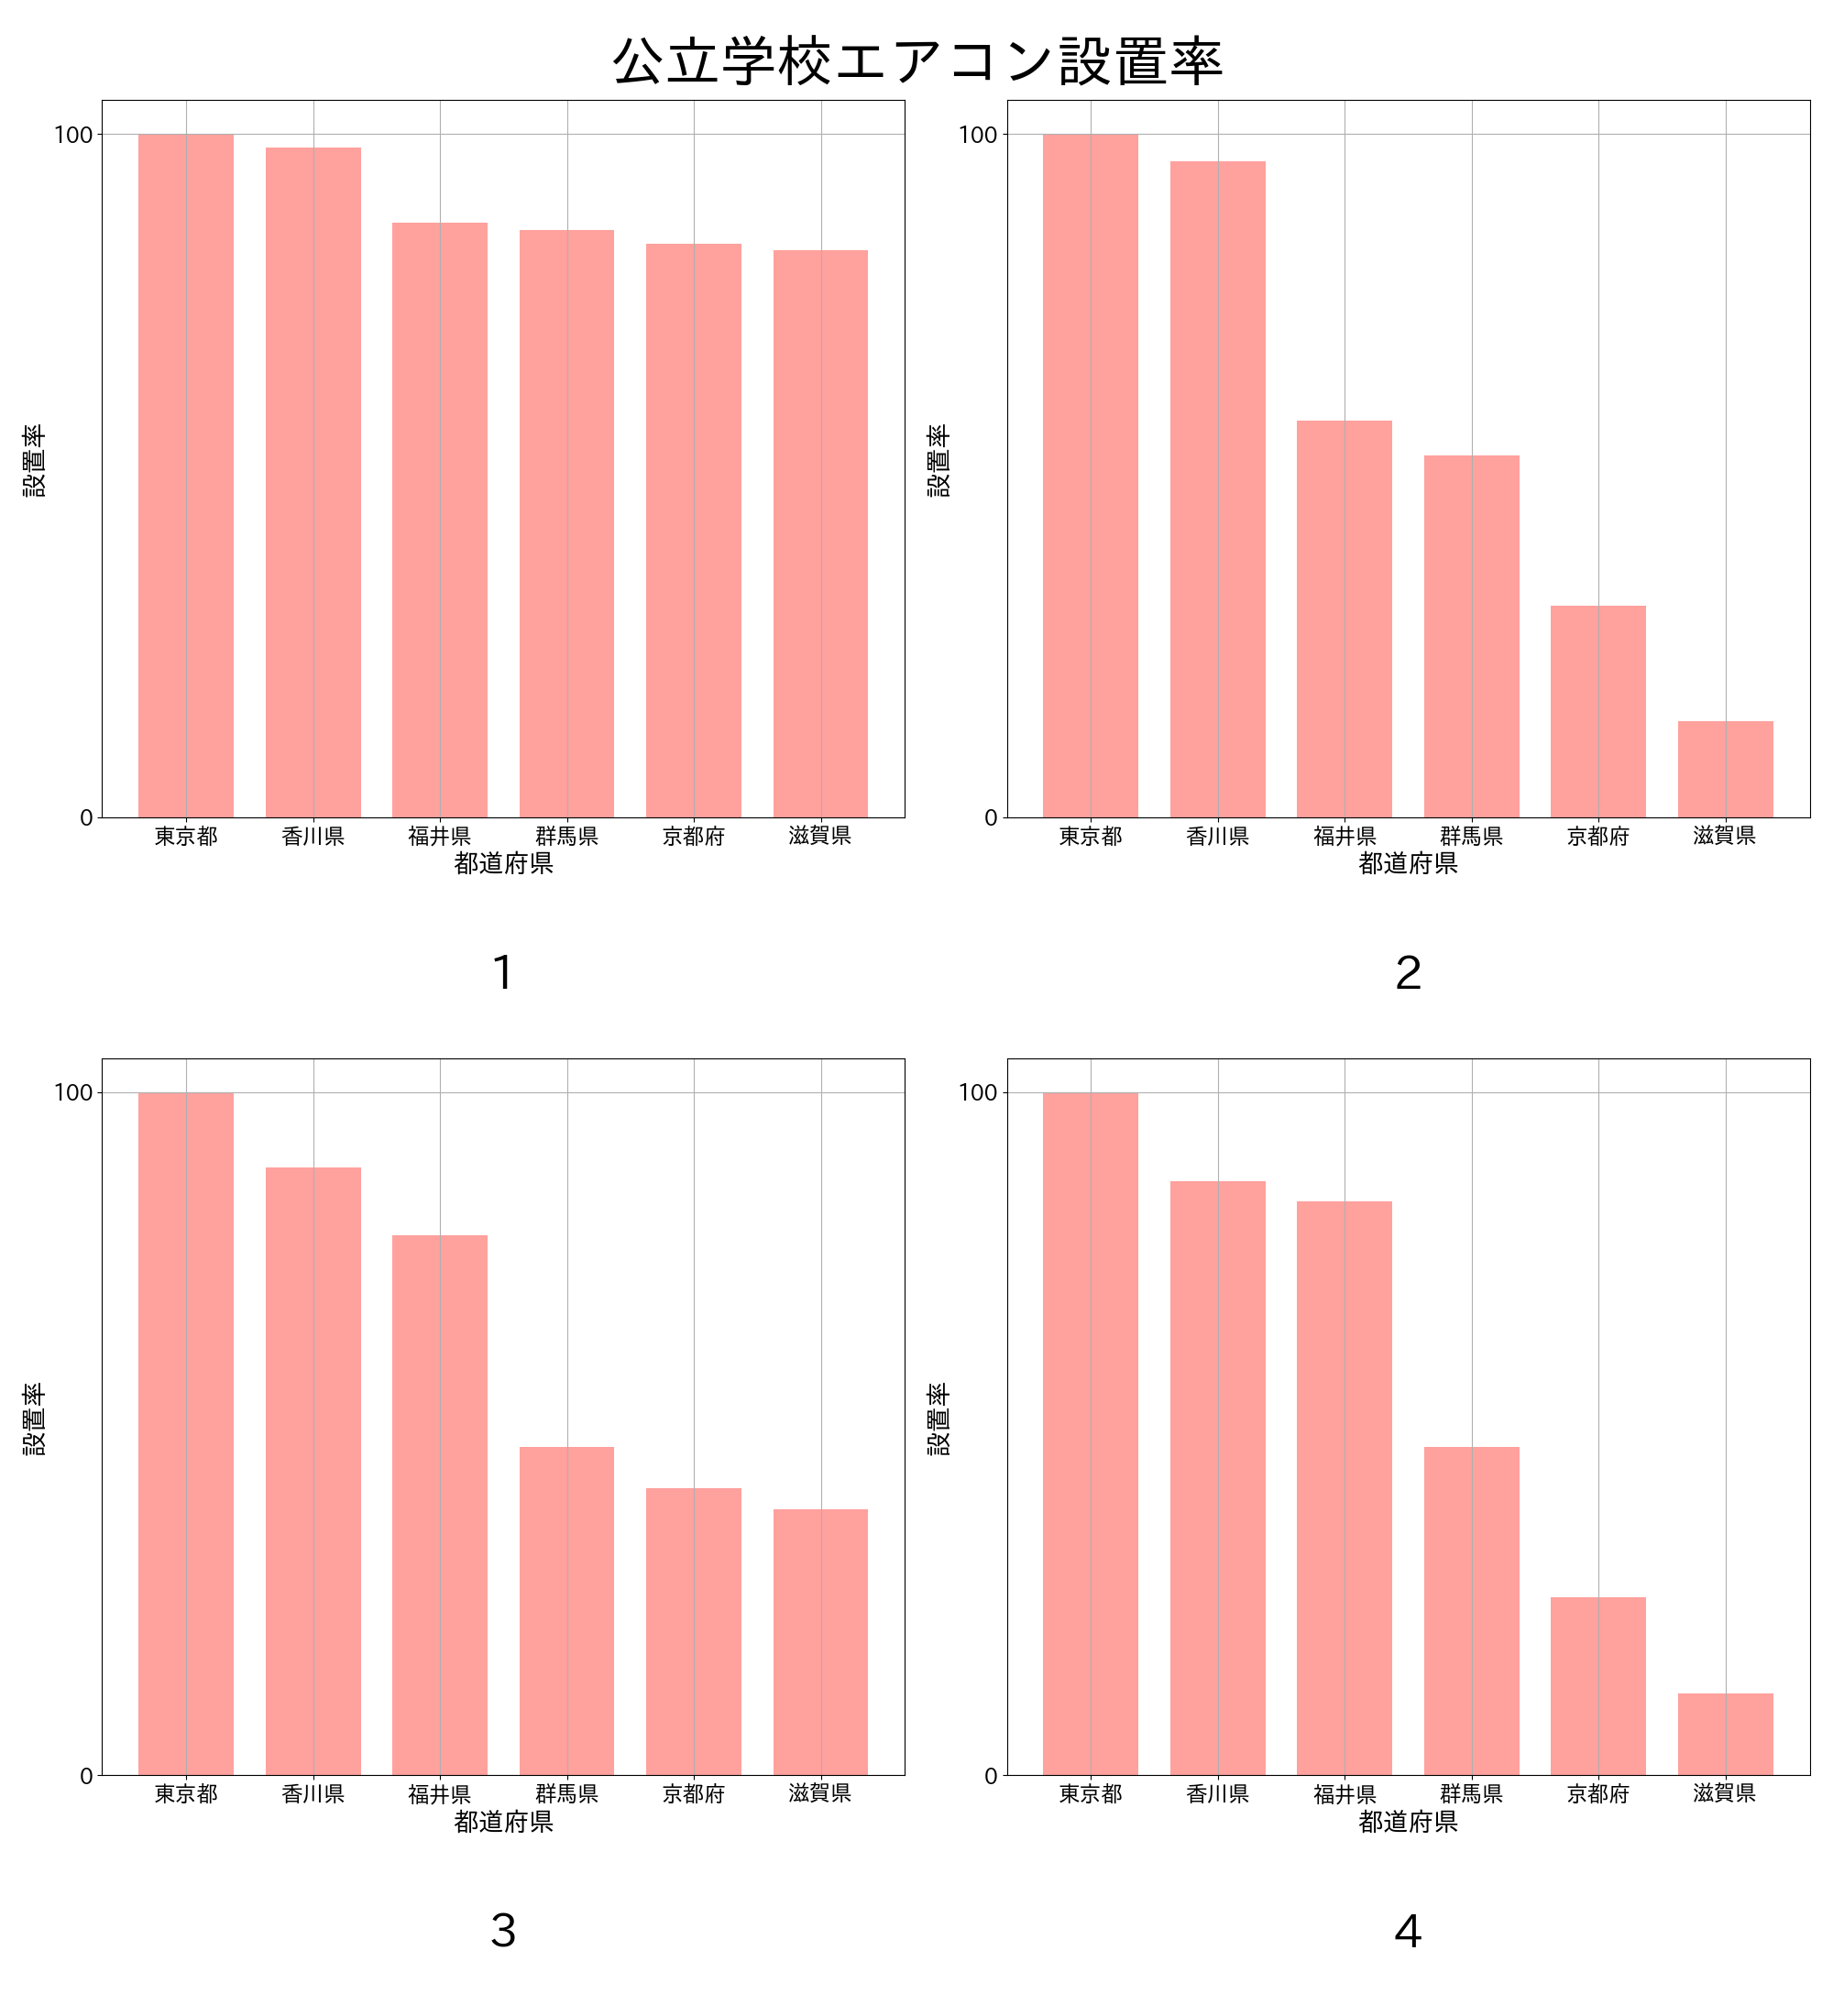 公立学校エアコン設置率
100
設置率
0
東京都 香川県 福井県 群馬県 京都府 滋賀県
都道府県
1
100
設置率
0
東京都 香川県 福井県 群馬県 京都府 滋賀県
都道府県
2
100
設置率
0
東京都 香川県 福井県 群馬県 京都府 滋賀県
都道府県
3
100
設置率
0
東京都 香川県 福井県 群馬県 京都府 滋賀県
都道府県
4